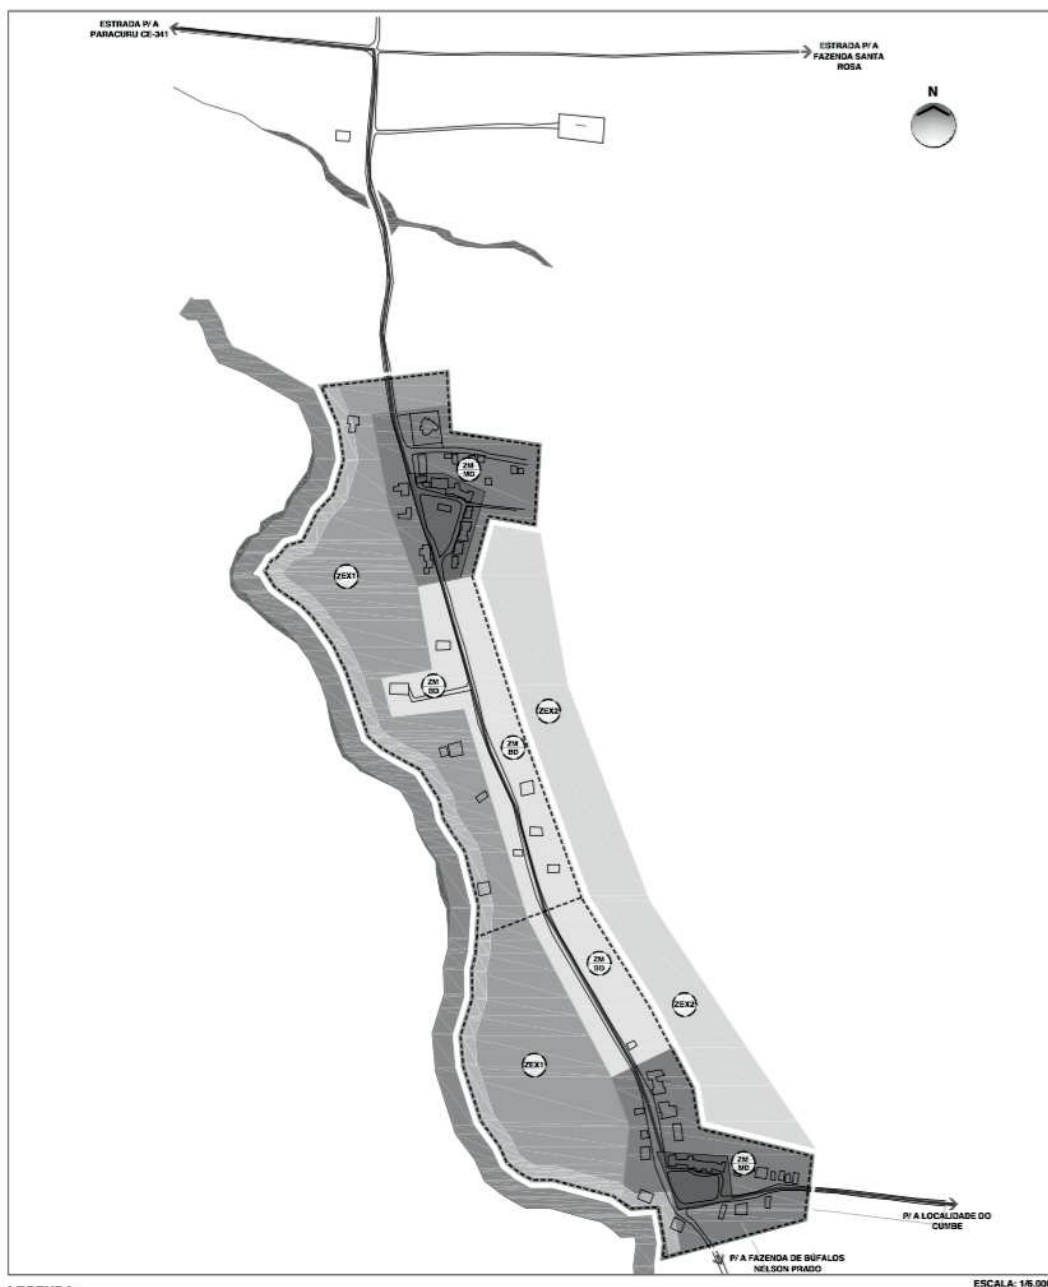 ESTRADA P/ A
PARACURU CE-341
ESTRADA P/ A
FAZENDA SANTA
ROSA
N
ZM
MD
ZEX1
ZM
BD
ZEX2
ZM
BD
ZM
BD
ZEX2
ZEX1
ZM
MD
P/ A LOCALIDADE DO
CUMBE
P/ A FAZENDA DE BÚFALOS
NELSON PRADO
ESCALA: 1/5.000